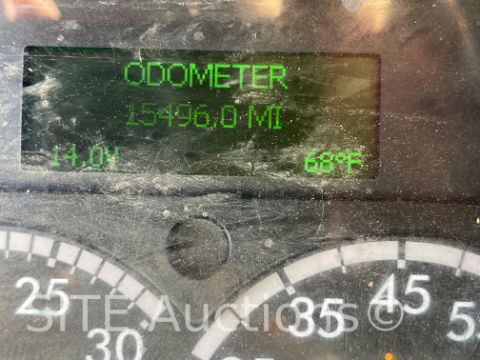 ODOMETER
15496.0 MI
14.0V 68°F
25 30
35 45
SITE Auctions ©